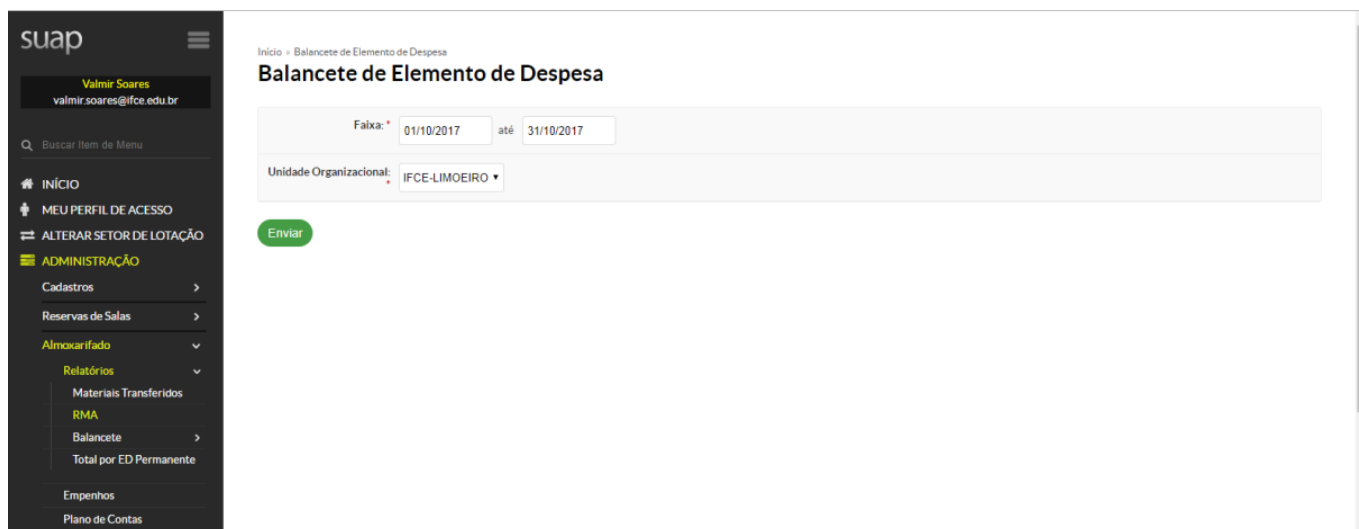 suap
Valmir Soares
valmir.soares@ifce.edu.br
Buscar Item de Menu
INÍCIO
MEU PERFIL DE ACESSO
ALTERAR SETOR DE LOTAÇÃO
ADMINISTRAÇÃO
Cadastros
Reservas de Salas
Almoxarifado
Relatórios
Materiais Transferidos
RMA
Balancete
Total por ED Permanente
Empenhos
Plano de Contas
Início » Balancete de Elemento de Despesa
Balancete de Elemento de Despesa
Faixa: * 01/10/2017 até 31/10/2017
Unidade Organizacional: * IFCE-LIMOEIRO
Enviar